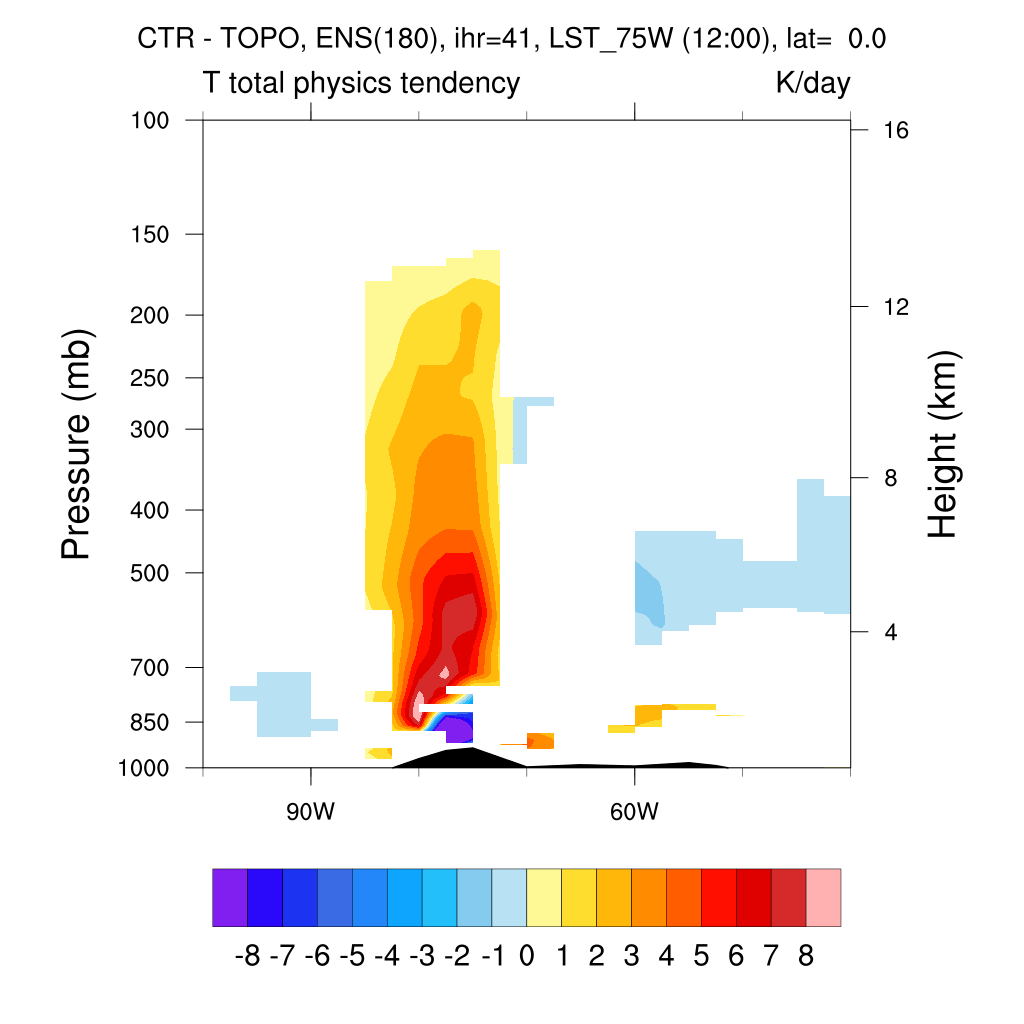 CTR - TOPO, ENS(180), ihr=41, LST_75W (12:00), lat=  0.0
T total physics tendency K/day
100
150
200
250
300
400
500
700
850
1000
Pressure (mb)
16
12
8
4
Height (km)
90W 60W
-8 -7 -6 -5 -4 -3 -2 -1 0 1 2 3 4 5 6 7 8